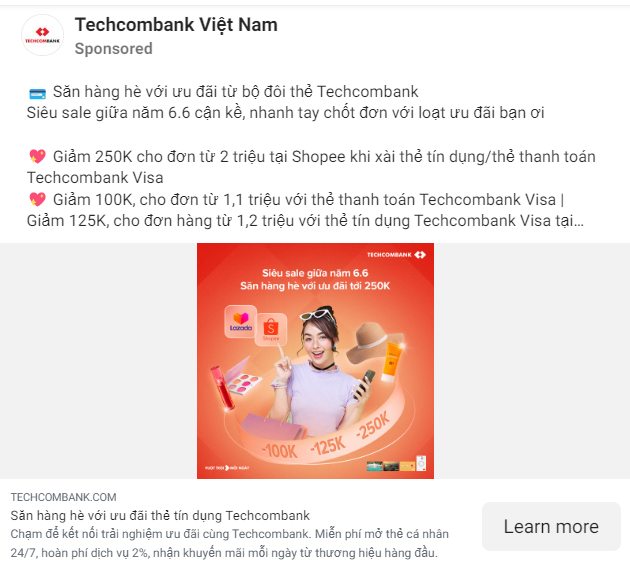 Techcombank Việt Nam
TECHCOMBANK
Sponsored
💳 Săn hàng hè với ưu đãi từ bộ đôi thẻ Techcombank
Siêu sale giữa năm 6.6 cận kề, nhanh tay chốt đơn với loạt ưu đãi bạn ơi
💖 Giảm 250K cho đơn từ 2 triệu tại Shopee khi xài thẻ tín dụng/thẻ thanh toán
Techcombank Visa
💖 Giảm 100K, cho đơn từ 1,1 triệu với thẻ thanh toán Techcombank Visa |
Giảm 125K, cho đơn hàng từ 1,2 triệu với thẻ tín dụng Techcombank Visa tại...
TECHCOMBANK
Siêu sale giữa năm 6.6
Săn hàng hè với ưu đãi tới 250K
Lazada
Shopee
-100K -125K -250K
VƯỢT TRỘI HƠN MỖI NGÀY
TECHCOMBANK.COM
Săn hàng hè với ưu đãi thẻ tín dụng Techcombank
Chạm để kết nối trải nghiệm ưu đãi cùng Techcombank. Miễn phí mở thẻ cá nhân
24/7, hoàn phí dịch vụ 2%, nhận khuyến mãi mỗi ngày từ thương hiệu hàng đầu.
Learn more